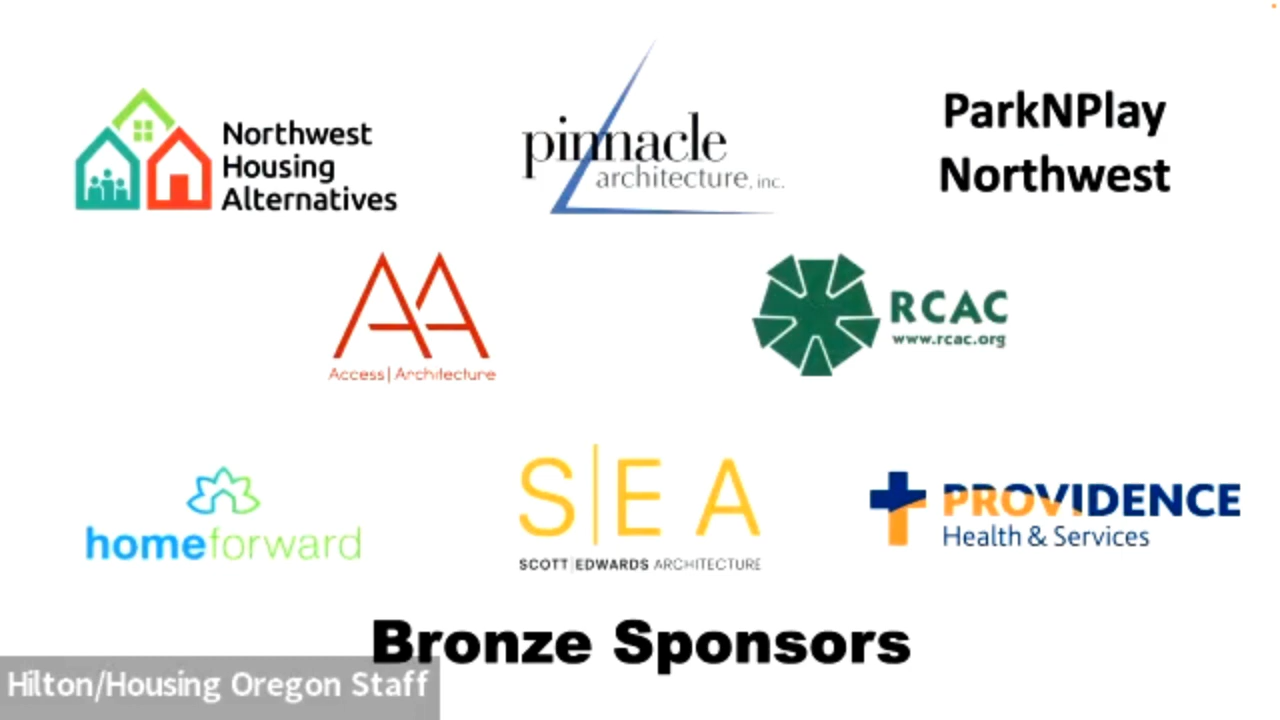 Northwest
Housing
Alternatives
pinnacle
architecture, inc.
ParkNPlay
Northwest
AA
Access|Architecture
RCAC
www.rcac.org
homeforward
S|E A
SCOTT|EDWARDS ARCHITECTURE
PROVIDENCE
Health & Services
Bronze Sponsors
Hilton/Housing Oregon Staff